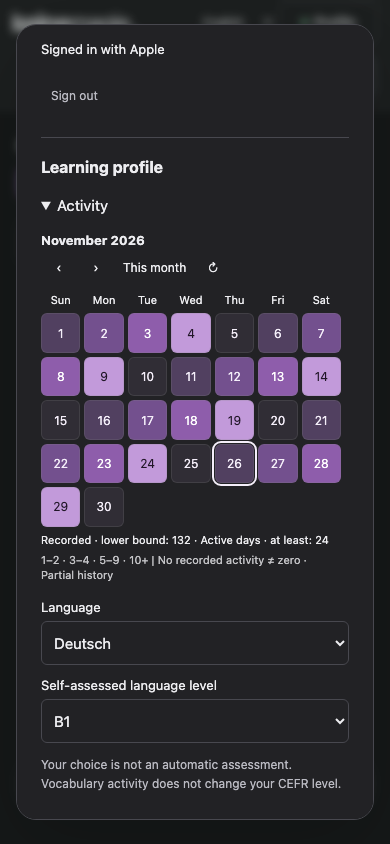 Signed in with Apple
Sign out
Learning profile
▼ Activity
November 2026
‹ › This month ↻
Sun Mon Tue Wed Thu Fri Sat
1 2 3 4 5 6 7
8 9 10 11 12 13 14
15 16 17 18 19 20 21
22 23 24 25 26 27 28
29 30
Recorded · lower bound: 132 · Active days · at least: 24
1–2 · 3–4 · 5–9 · 10+ | No recorded activity ≠ zero ·
Partial history
Language
Deutsch
Self-assessed language level
B1
Your choice is not an automatic assessment.
Vocabulary activity does not change your CEFR level.